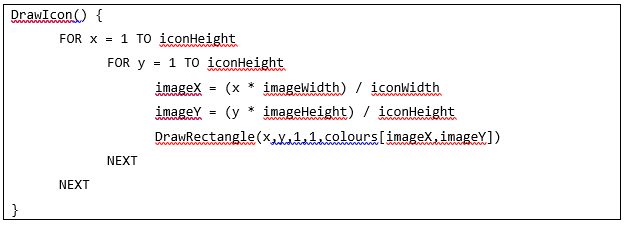 DrawIcon() {
FOR x = 1 TO iconHeight
FOR y = 1 TO iconHeight
imageX = (x * imageWidth) / iconWidth
imageY = (y * imageHeight) / iconHeight
DrawRectangle(x,y,1,1,colours[imageX,imageY])
NEXT
NEXT
}